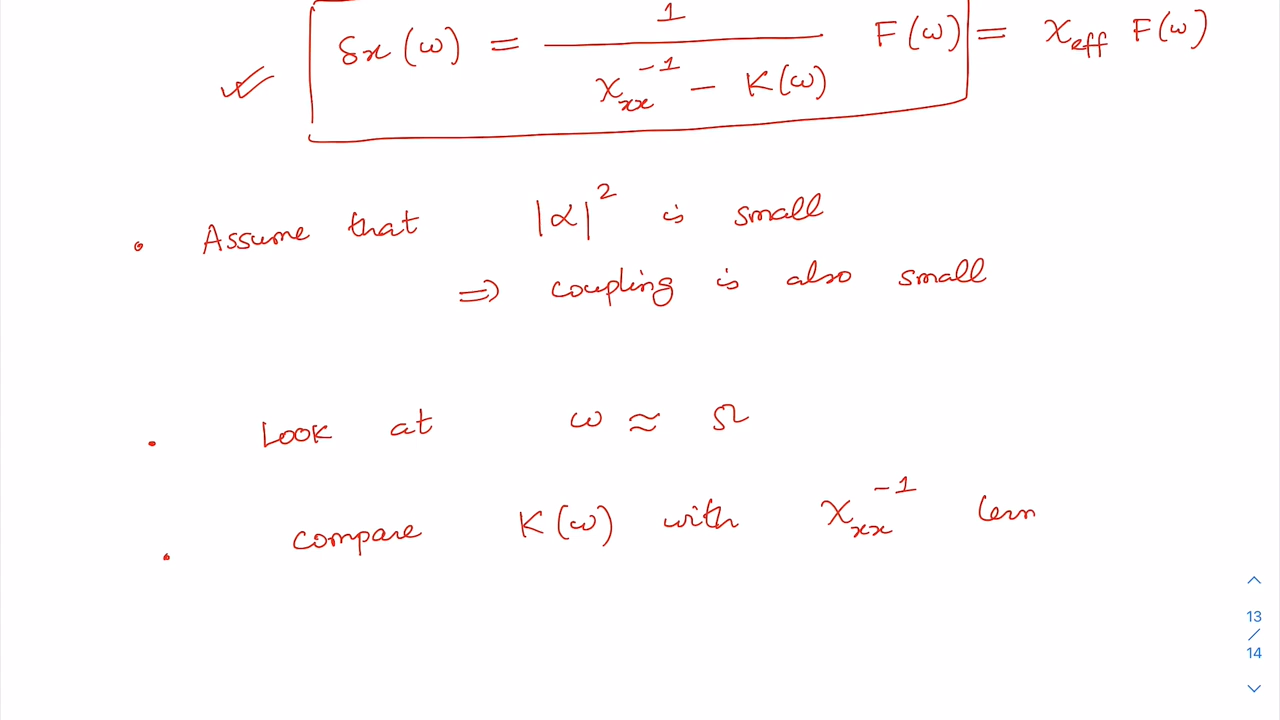 δx(ω) = 1 / (χxx^-1 - K(ω)) F(ω) = χeff F(ω)
• Assume that |α|^2 is small
⇒ coupling is also small
• Look at ω ≈ Ω
• compare K(ω) with χxx^-1 term
13
/
14